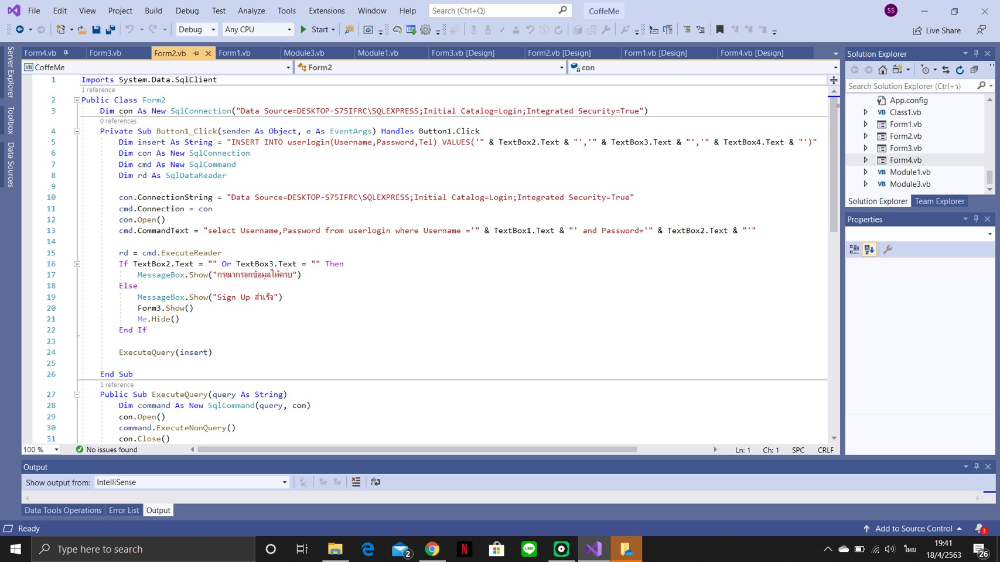 File Edit View Project Build Debug Test Analyze Tools Extensions Window Help Search (Ctrl+Q) CoffeMe SS
Debug Any CPU Start Live Share
Form4.vb Form3.vb Form2.vb Form1.vb Module3.vb Module1.vb Form3.vb [Design] Form2.vb [Design] Form1.vb [Design] Form4.vb [Design]
CoffeMe Form2 con
1 Imports System.Data.SqlClient
1 reference
2 Public Class Form2
3 Dim con As New SqlConnection("Data Source=DESKTOP-S75IFRC\SQLEXPRESS;Initial Catalog=Login;Integrated Security=True")
0 references
4 Private Sub Button1_Click(sender As Object, e As EventArgs) Handles Button1.Click
5 Dim insert As String = "INSERT INTO userlogin(Username,Password,Tel) VALUES('" & TextBox2.Text & "','" & TextBox3.Text & "','" & TextBox4.Text & "')"
6 Dim con As New SqlConnection
7 Dim cmd As New SqlCommand
8 Dim rd As SqlDataReader
9
10 con.ConnectionString = "Data Source=DESKTOP-S75IFRC\SQLEXPRESS;Initial Catalog=Login;Integrated Security=True"
11 cmd.Connection = con
12 con.Open()
13 cmd.CommandText = "select Username,Password from userlogin where Username ='" & TextBox1.Text & "' and Password='" & TextBox2.Text & "'"
14
15 rd = cmd.ExecuteReader
16 If TextBox2.Text = "" Or TextBox3.Text = "" Then
17 MessageBox.Show("กรุณากรอกข้อมูลให้ครบ")
18 Else
19 MessageBox.Show("Sign Up สำเร็จ")
20 Form3.Show()
21 Me.Hide()
22 End If
23
24 ExecuteQuery(insert)
25
26 End Sub
1 reference
27 Public Sub ExecuteQuery(query As String)
28 Dim command As New SqlCommand(query, con)
29 con.Open()
30 command.ExecuteNonQuery()
31 con.Close()
100 % No issues found Ln: 1 Ch: 1 SPC CRLF
Server Explorer
Toolbox
Data Sources
Solution Explorer
Search Solution Explorer (Ctrl+ว)
App.config
Class1.vb
Form1.vb
Form2.vb
Form3.vb
Form4.vb
Module1.vb
Module3.vb
Solution Explorer Team Explorer
Properties
Output
Show output from: IntelliSense
Data Tools Operations Error List Output
Ready Add to Source Control 3
Type here to search 2 ไทย 19:41
18/4/2563 26